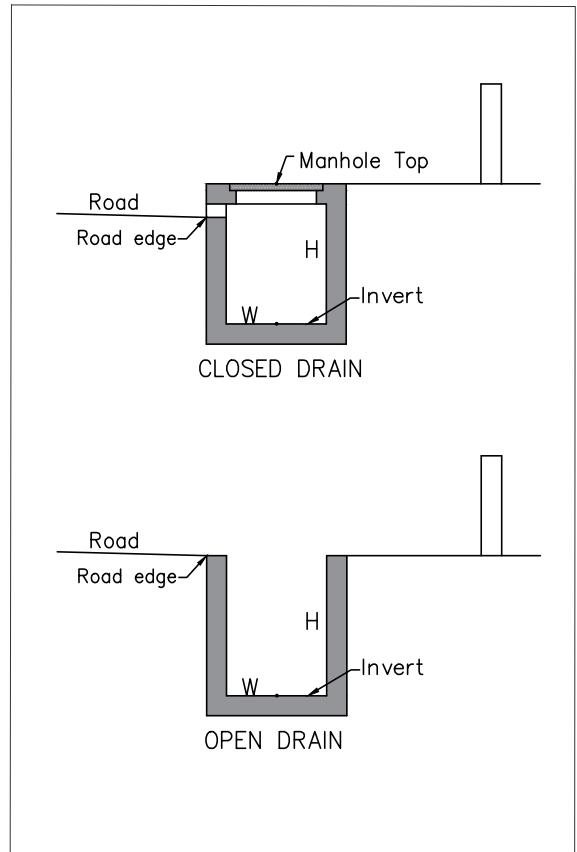 Manhole Top
Road
Road edge
H
W
Invert
CLOSED DRAIN
Road
Road edge
H
W
Invert
OPEN DRAIN